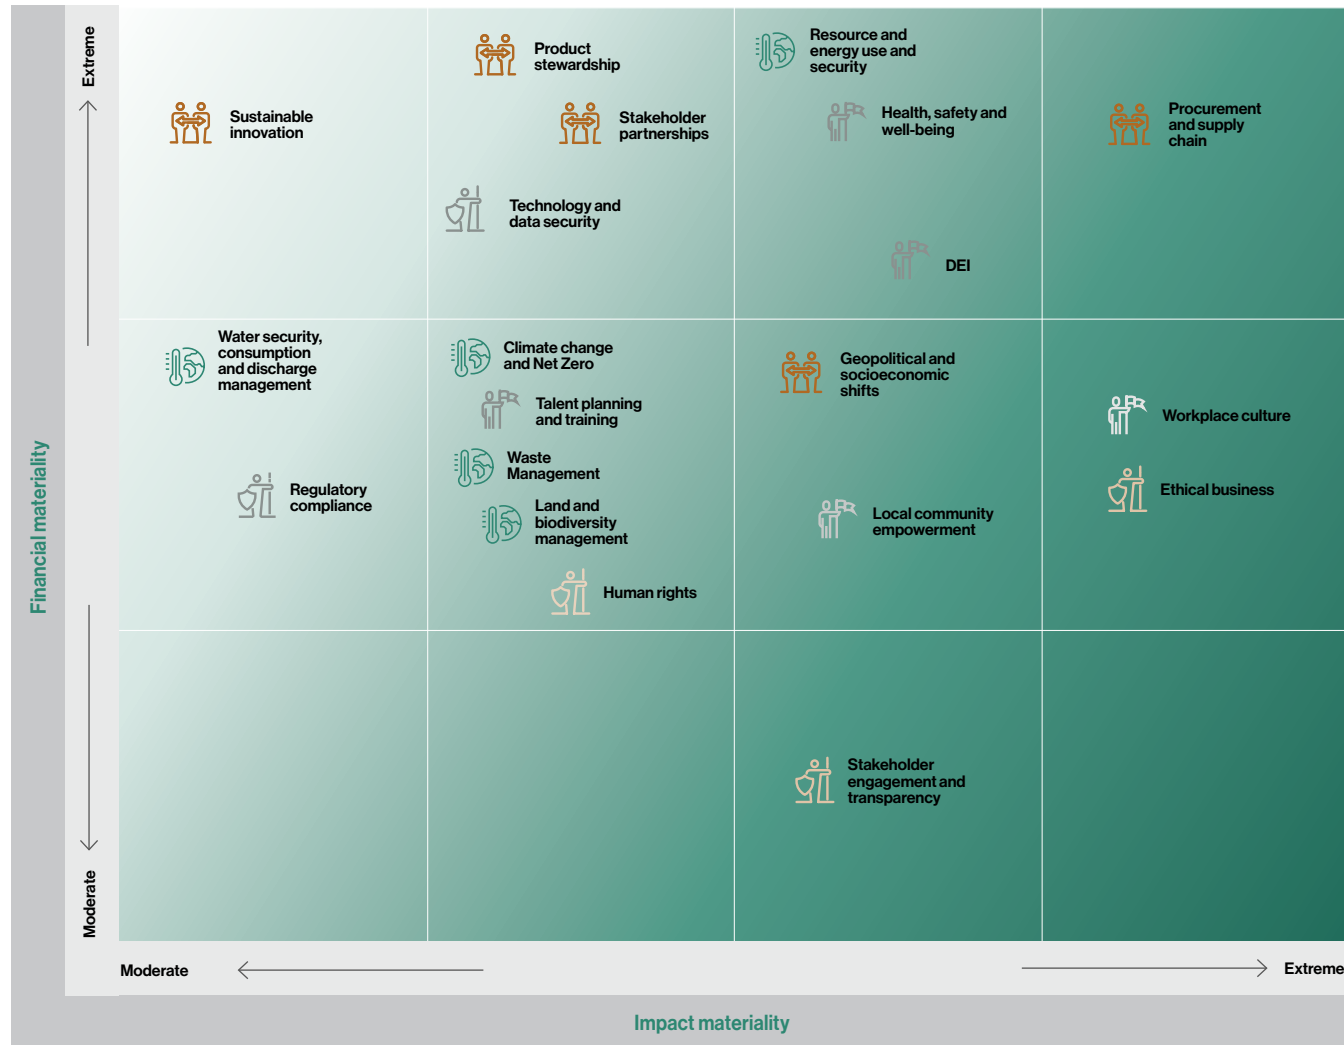 Extreme
Financial materiality
Moderate
Product
stewardship
Resource and
energy use and
security
Sustainable
innovation
Stakeholder
partnerships
Health, safety and
well-being
Procurement
and supply
chain
Technology and
data security
DEI
Water security,
consumption
and discharge
management
Climate change
and Net Zero
Geopolitical and
socioeconomic
shifts
Talent planning
and training
Workplace culture
Waste
Management
Regulatory
compliance
Ethical business
Land and
biodiversity
management
Local community
empowerment
Human rights
Stakeholder
engagement and
transparency
Moderate
Extreme
Impact materiality